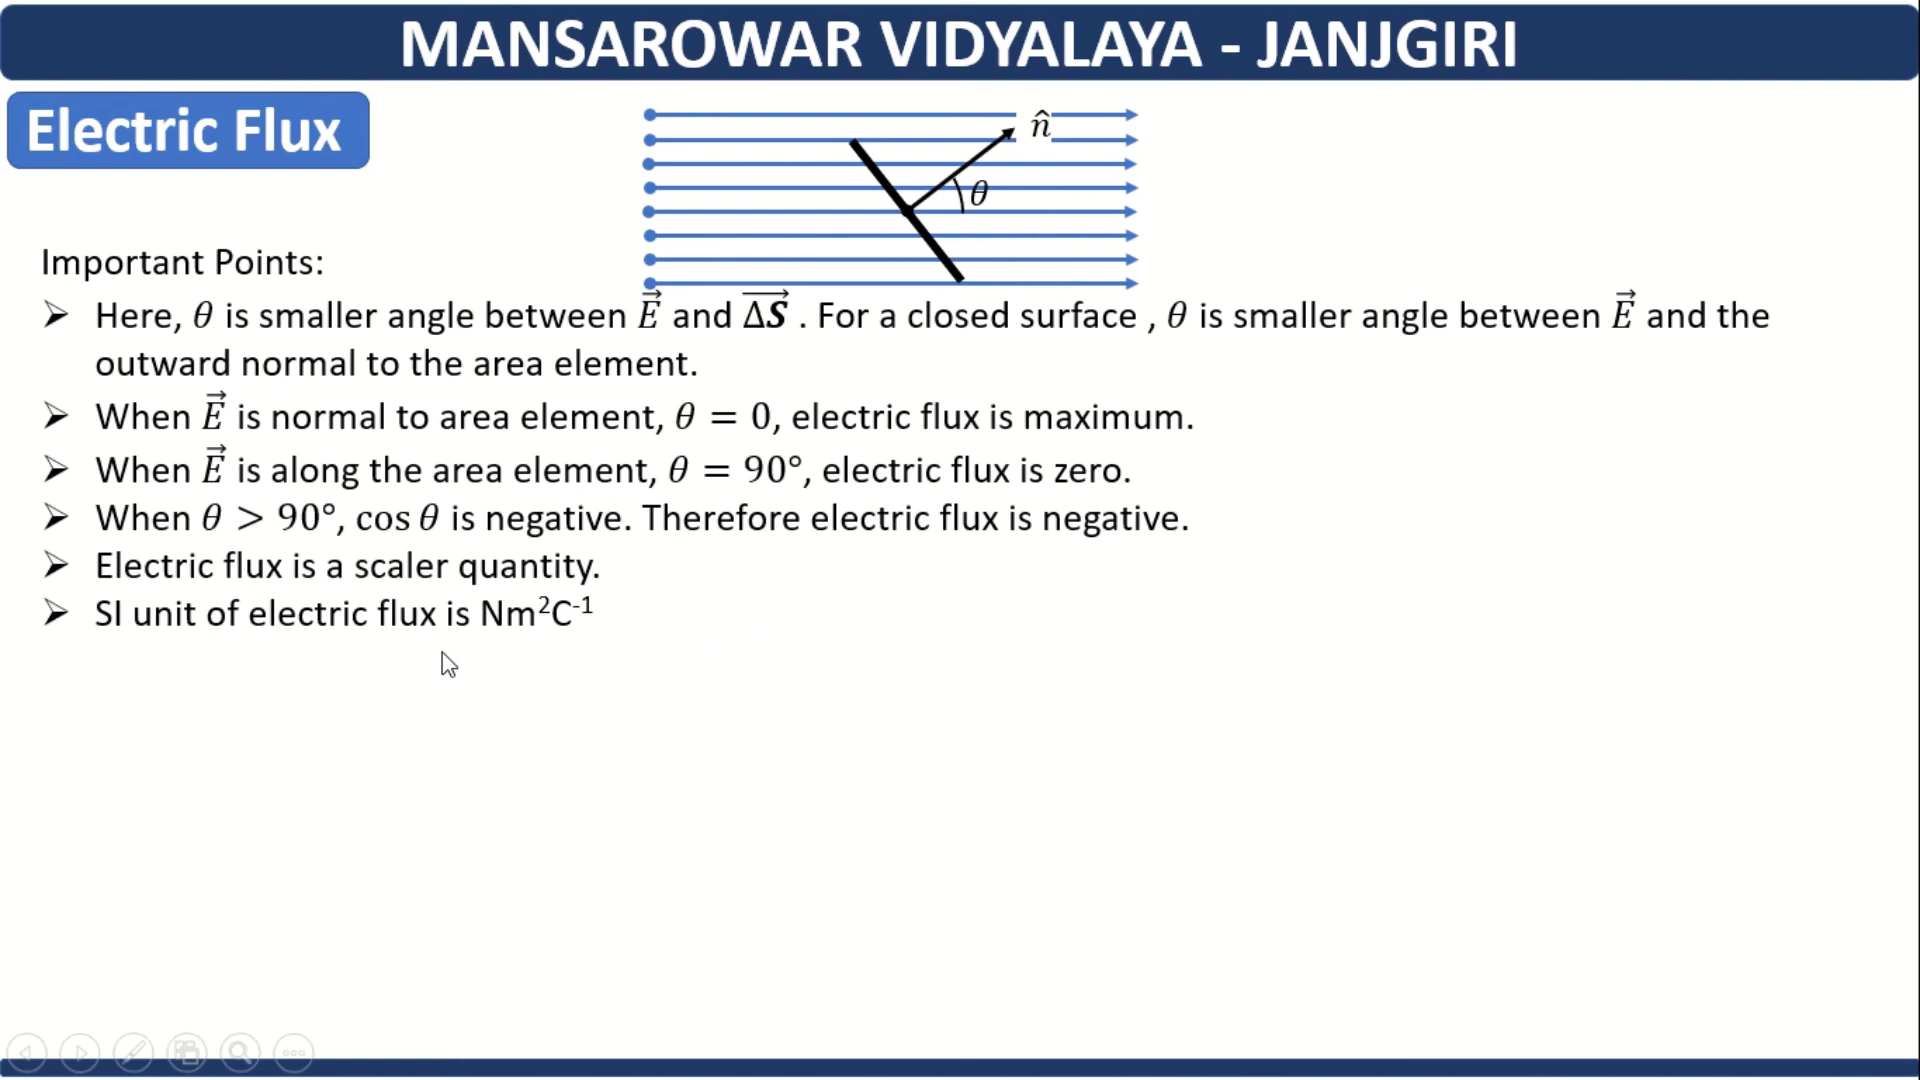 MANSAROWAR VIDYALAYA - JANJGIRI
Electric Flux
n̂
θ
Important Points:
➢ Here, θ is smaller angle between E⃗ and ΔS⃗ . For a closed surface , θ is smaller angle between E⃗ and the
outward normal to the area element.
➢ When E⃗ is normal to area element, θ = 0, electric flux is maximum.
➢ When E⃗ is along the area element, θ = 90°, electric flux is zero.
➢ When θ > 90°, cos θ is negative. Therefore electric flux is negative.
➢ Electric flux is a scaler quantity.
➢ SI unit of electric flux is Nm²C⁻¹